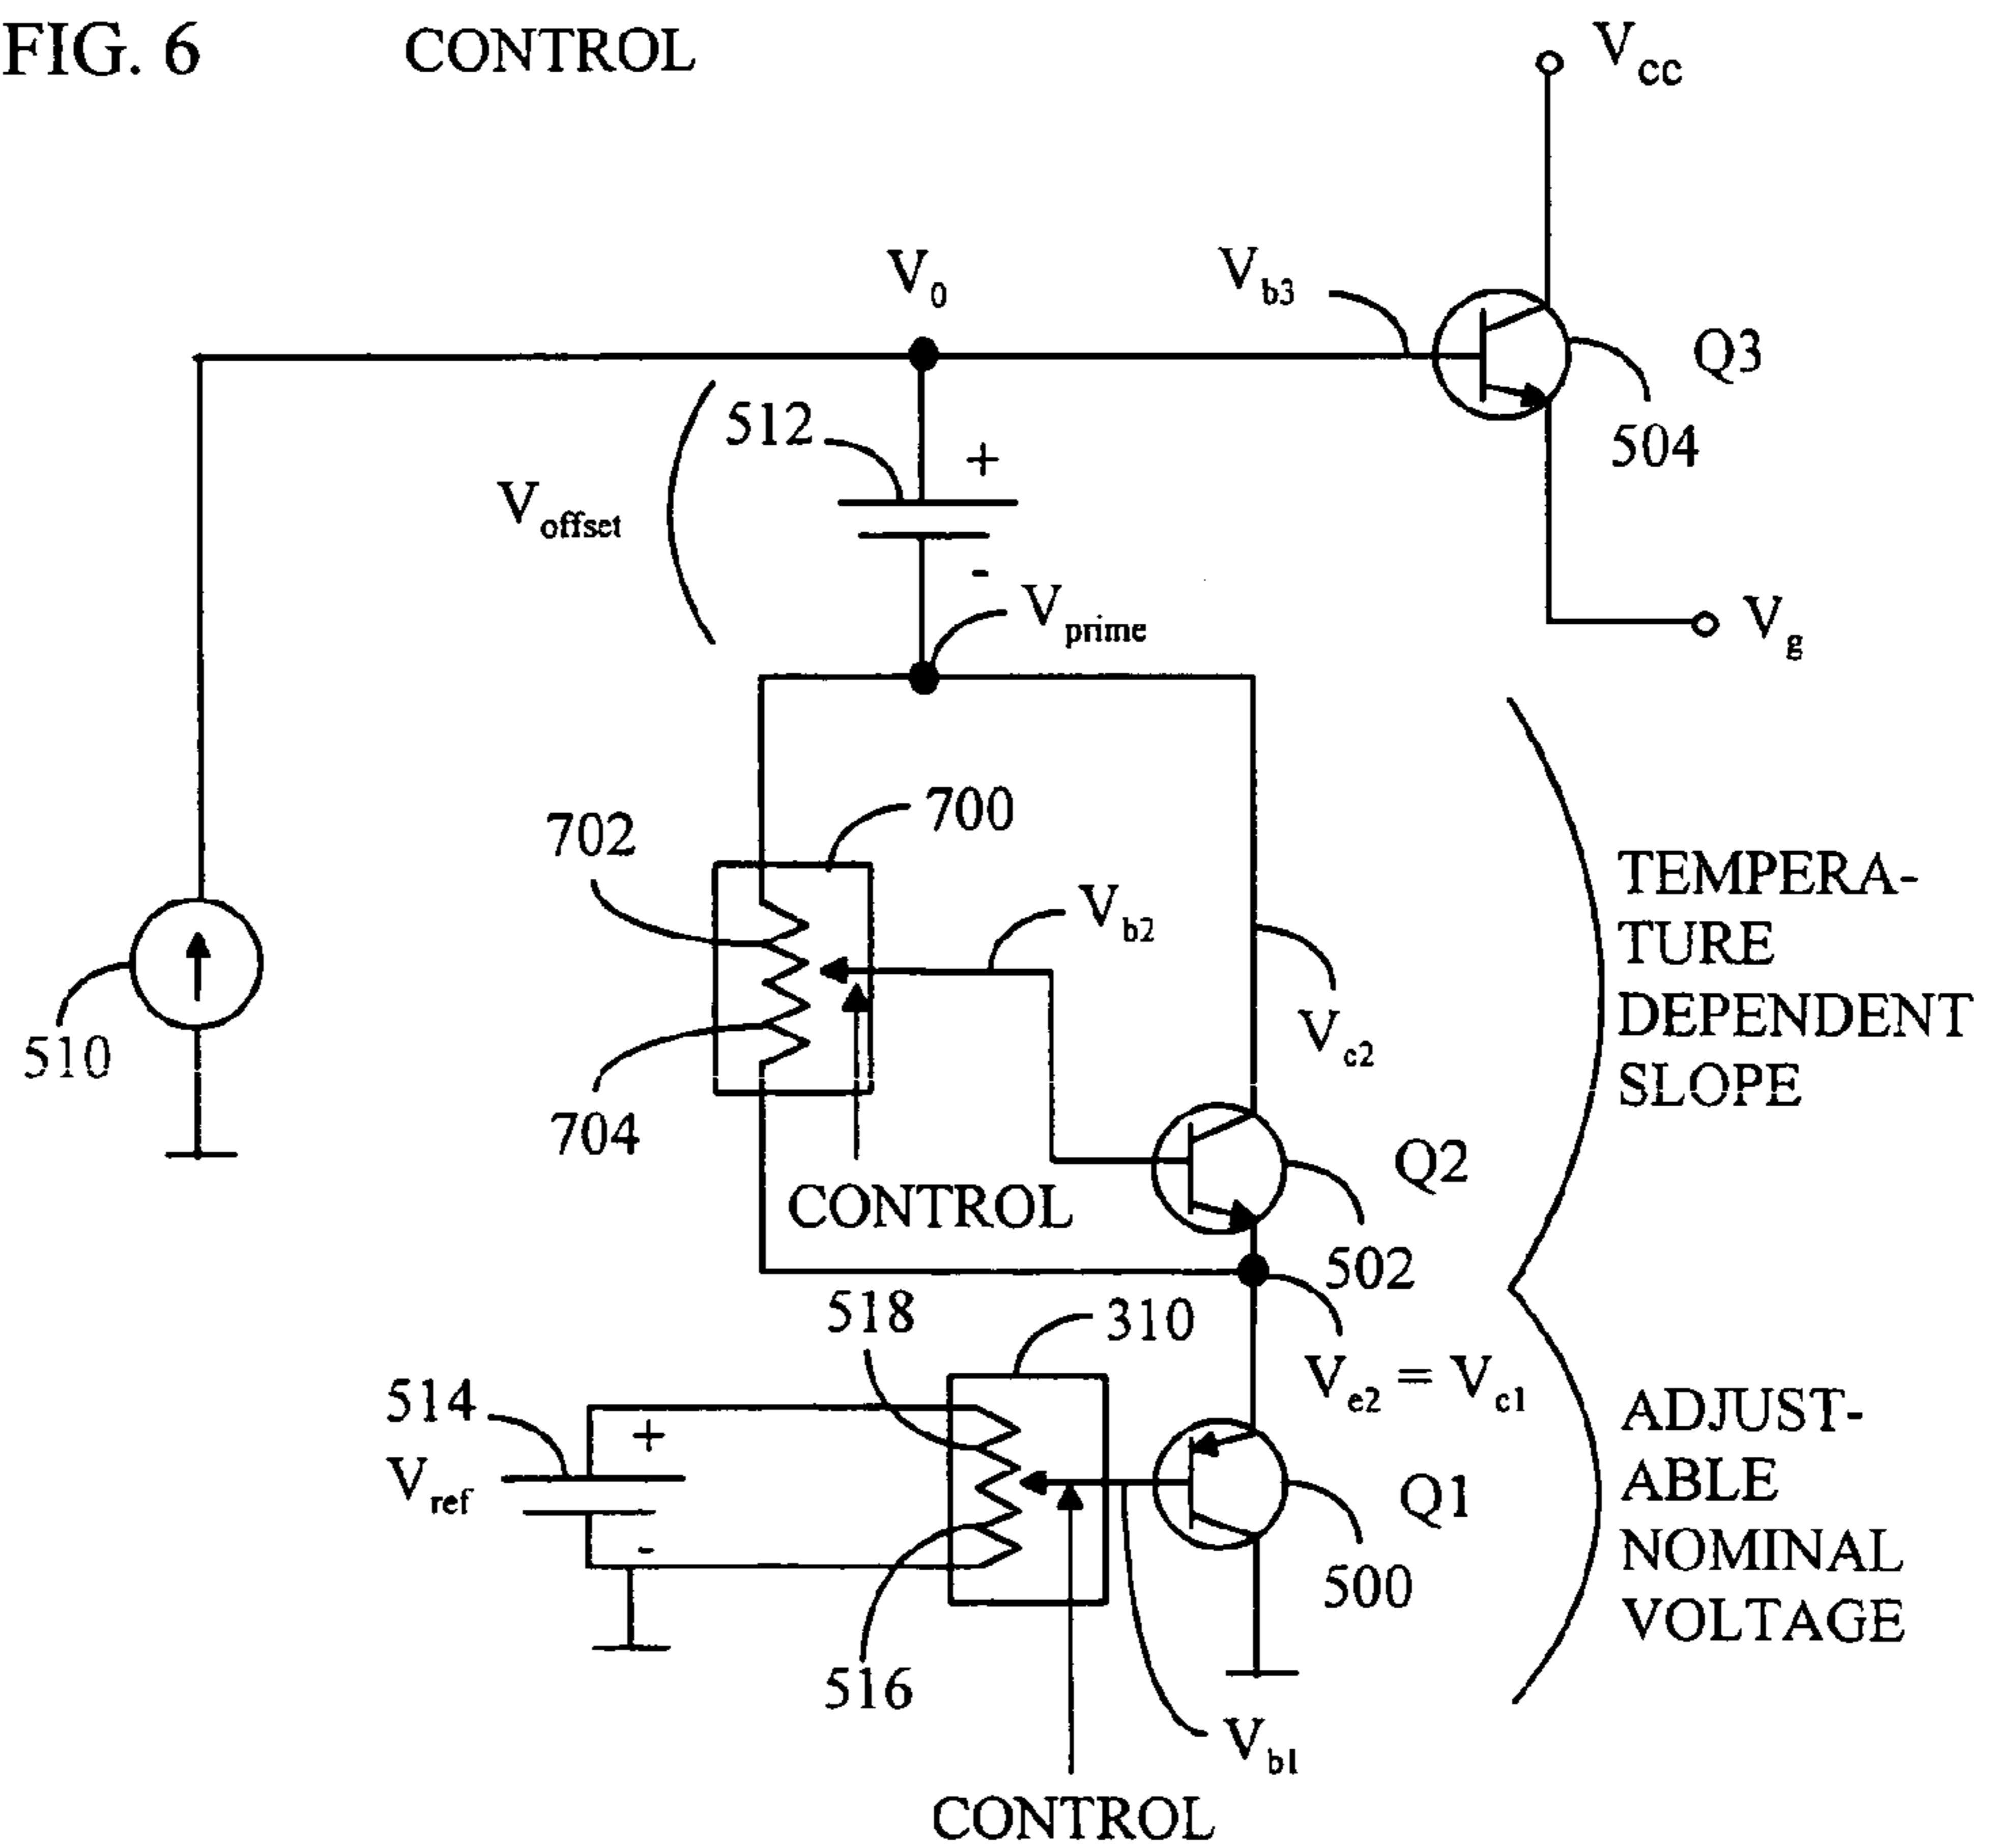 FIG. 6 CONTROL
Vcc
V0
Vb3
Q3
504
512
+
Voffset
-
Vprime
Vg
700
702
Vb2
TEMPERA-
TURE
DEPENDENT
SLOPE
510
Vc2
704
Q2
CONTROL
502
518
310
Ve2 = Vc1
514
+
Vref
Q1
-
500
ADJUST-
ABLE
NOMINAL
VOLTAGE
516
Vb1
CONTROL